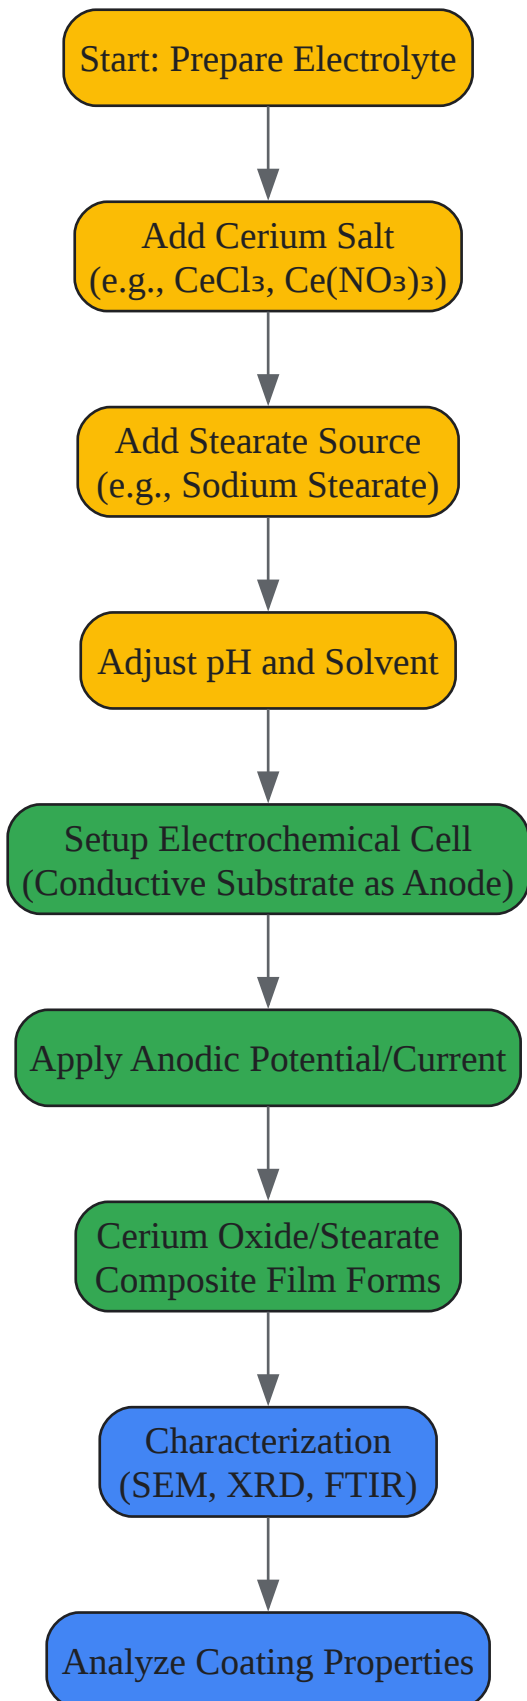 Start: Prepare Electrolyte
Add Cerium Salt
(e.g., CeCl₃, Ce(NO₃)₃)
Add Stearate Source
(e.g., Sodium Stearate)
Adjust pH and Solvent
Setup Electrochemical Cell
(Conductive Substrate as Anode)
Apply Anodic Potential/Current
Cerium Oxide/Stearate
Composite Film Forms
Characterization
(SEM, XRD, FTIR)
Analyze Coating Properties